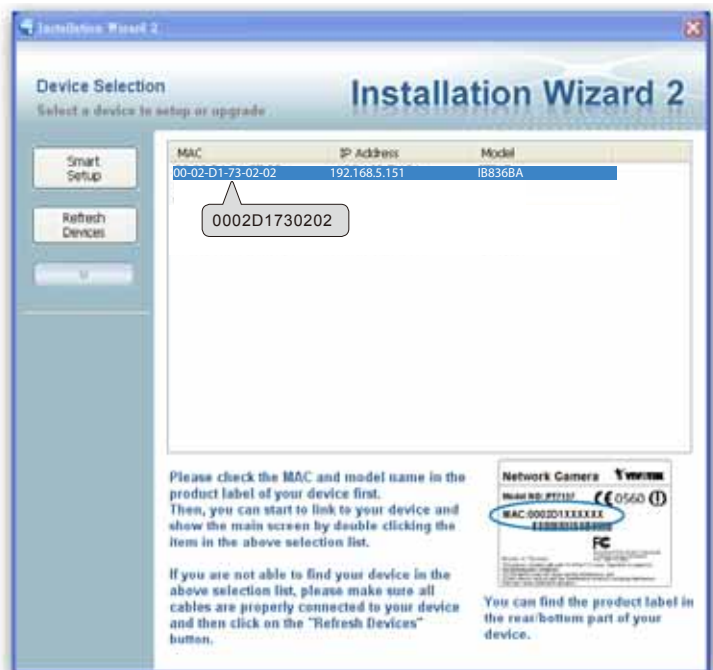 Installation Wizard 2
Device Selection
Select a device to setup or upgrade
Installation Wizard 2
Smart
Setup
Refresh
Devices
MAC IP Address Model
00-02-D1-73-02-02 192.168.5.151 IB836BA
0002D1730202
Please check the MAC and model name in the
product label of your device first.
Then, you can start to link to your device and
show the main screen by double clicking the
item in the above selection list.
If you are not able to find your device in the
above selection list, please make sure all
cables are properly connected to your device
and then click on the "Refresh Devices"
button.
Network Camera VIVOTEK
Model NO: PT7137 CE 0560
MAC:0002D1XXXXXX
FC
You can find the product label in
the rear/bottom part of your
device.